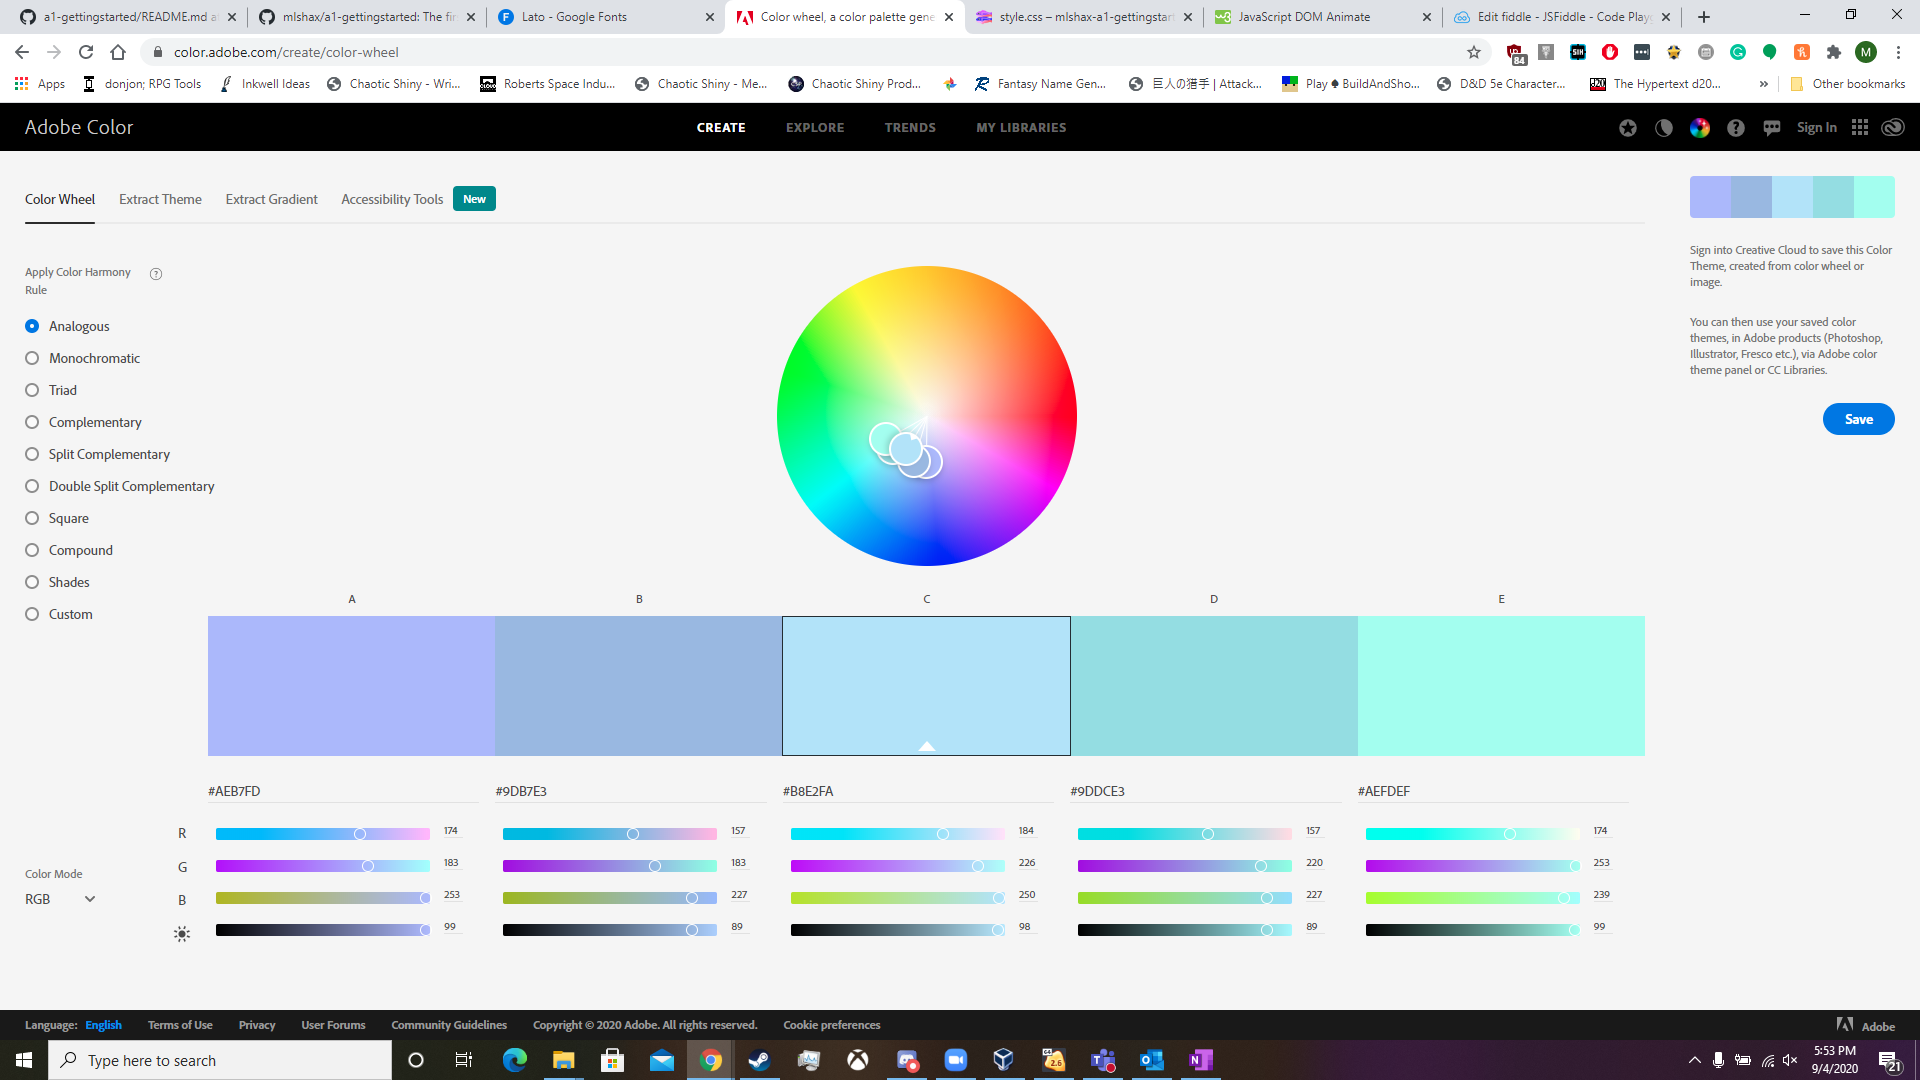 a1-gettingstarted/README.md a
mlshax/a1-gettingstarted: The fir
Lato - Google Fonts
Color wheel, a color palette gene
style.css – mlshax-a1-gettingstar
JavaScript DOM Animate
Edit fiddle - JSFiddle - Code Play
color.adobe.com/create/color-wheel
84
M
Apps
donjon; RPG Tools
Inkwell Ideas
Chaotic Shiny - Wri...
Roberts Space Indu...
Chaotic Shiny - Me...
Chaotic Shiny Prod...
Fantasy Name Gen...
巨人の猎手 | Attack...
Play ♠ BuildAndSho...
D&D 5e Character...
The Hypertext d20...
»
Other bookmarks
Adobe Color
CREATE
EXPLORE
TRENDS
MY LIBRARIES
Sign In
Color Wheel
Extract Theme
Extract Gradient
Accessibility Tools
New
Sign into Creative Cloud to save this Color
Theme, created from color wheel or
image.
You can then use your saved color
themes, in Adobe products (Photoshop,
Illustrator, Fresco etc.), via Adobe color
theme panel or CC Libraries.
Save
Apply Color Harmony
Rule
Analogous
Monochromatic
Triad
Complementary
Split Complementary
Double Split Complementary
Square
Compound
Shades
Custom
A B C D E
#AEB7FD #9DB7E3 #B8E2FA #9DDCE3 #AEFDEF
R 174 157 184 157 174
G 183 183 226 220 253
B 253 227 250 227 239
99 89 98 89 99
Color Mode
RGB
Language: English
Terms of Use
Privacy
User Forums
Community Guidelines
Copyright © 2020 Adobe. All rights reserved.
Cookie preferences
Adobe
Type here to search
5:53 PM
9/4/2020
21